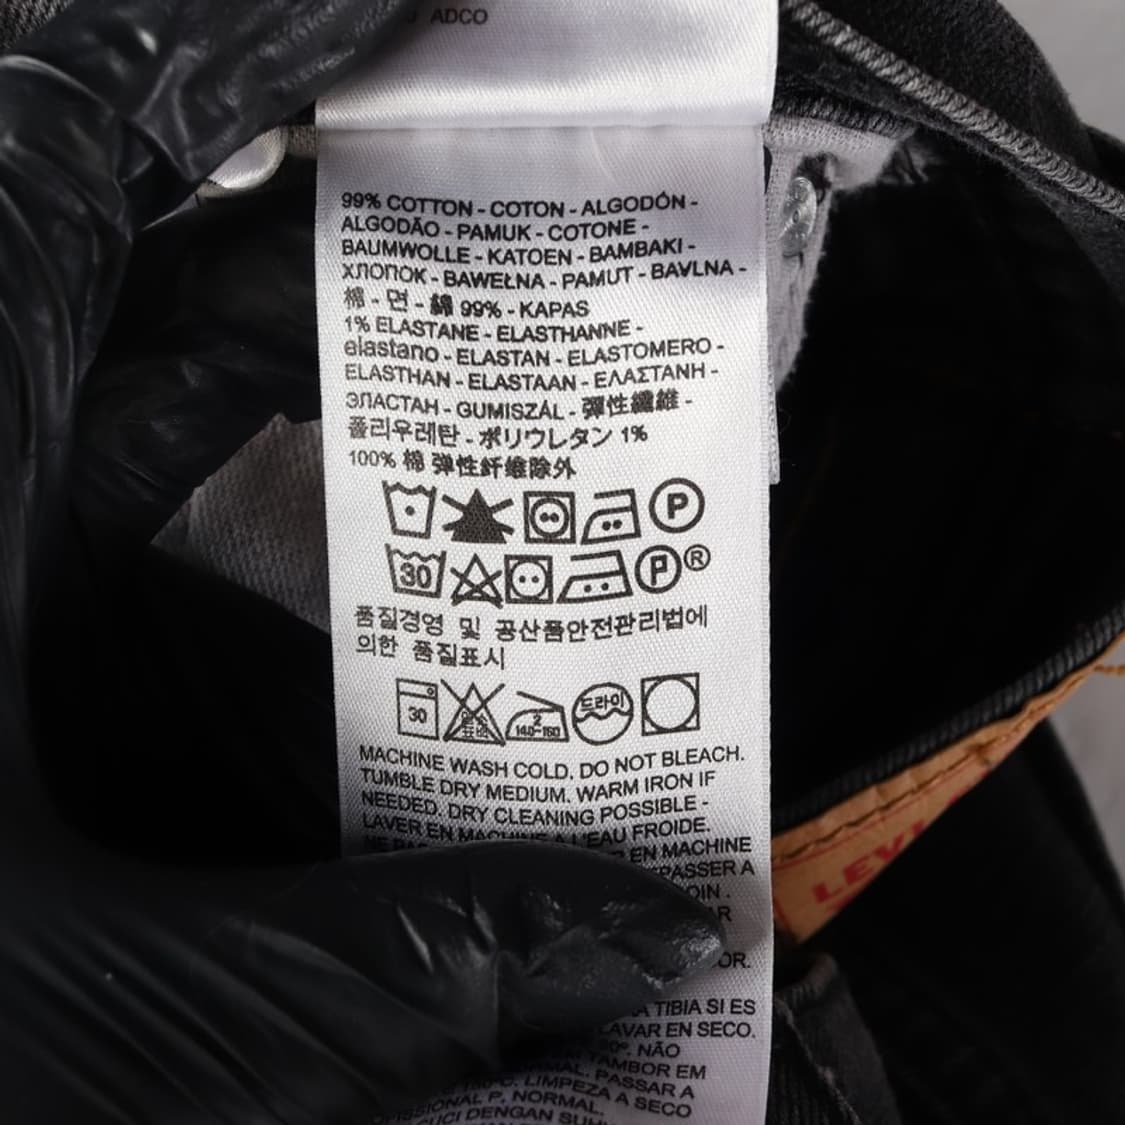 ADCO
99% COTTON - COTON - ALGODÓN -
ALGODÃO - PAMUK - COTONE -
BAUMWOLLE - KATOEN - BAMBAKI -
ХЛОПОК - BAWEŁNA - PAMUT - BAVLNA -
棉 - 면 - 綿 99% - KAPAS
1% ELASTANE - ELASTHANNE -
elastano - ELASTAN - ELASTOMERO -
ELASTHAN - ELASTAAN - ΕΛΑΣΤΑΝΗ -
ЭЛАСТАН - GUMISZÁL - 彈性纖維 -
폴리우레탄 - ポリウレタン 1%
100% 棉 弹性纤维除外
P
30 P ®
품질경영 및 공산품안전관리법에
의한 품질표시
30 2 140-160 드라이
MACHINE WASH COLD. DO NOT BLEACH.
TUMBLE DRY MEDIUM. WARM IRON IF
NEEDED. DRY CLEANING POSSIBLE -
LAVER EN MACHINE A L'EAU FROIDE.
EN MACHINE
A
LEVI
TIBIA SI ES
LAVAR EN SECO.
NÃO
TAMBOR EM
PASSAR A
LIMPEZA A SECO
P. NORMAL.
CUCI DENGAN